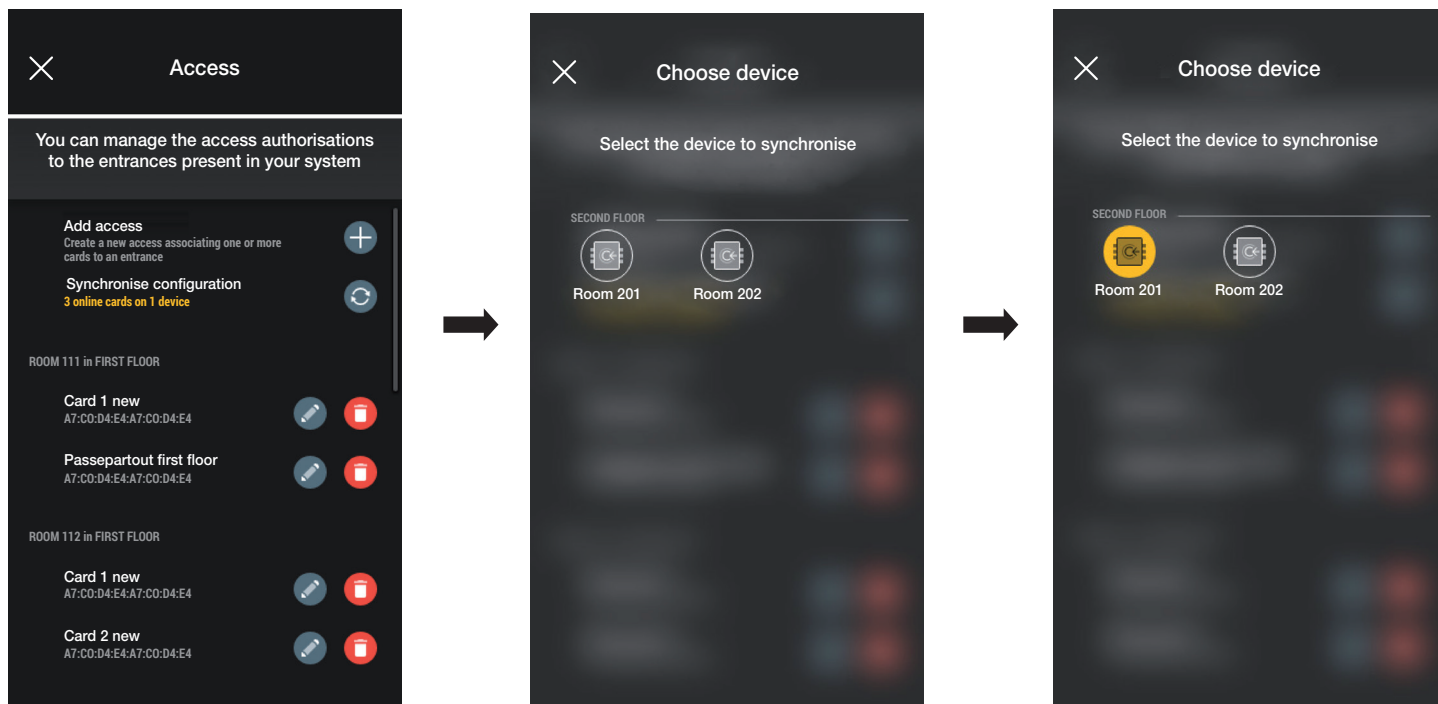 Access
You can manage the access authorisations
to the entrances present in your system
Add access
Create a new access associating one or more
cards to an entrance
Synchronise configuration
3 online cards on 1 device
ROOM 111 in FIRST FLOOR
Card 1 new
A7:C0:D4:E4:A7:C0:D4:E4
Passepartout first floor
A7:C0:D4:E4:A7:C0:D4:E4
ROOM 112 in FIRST FLOOR
Card 1 new
A7:C0:D4:E4:A7:C0:D4:E4
Card 2 new
A7:C0:D4:E4:A7:C0:D4:E4
Choose device
Select the device to synchronise
SECOND FLOOR
Room 201
Room 202
Choose device
Select the device to synchronise
SECOND FLOOR
Room 201
Room 202